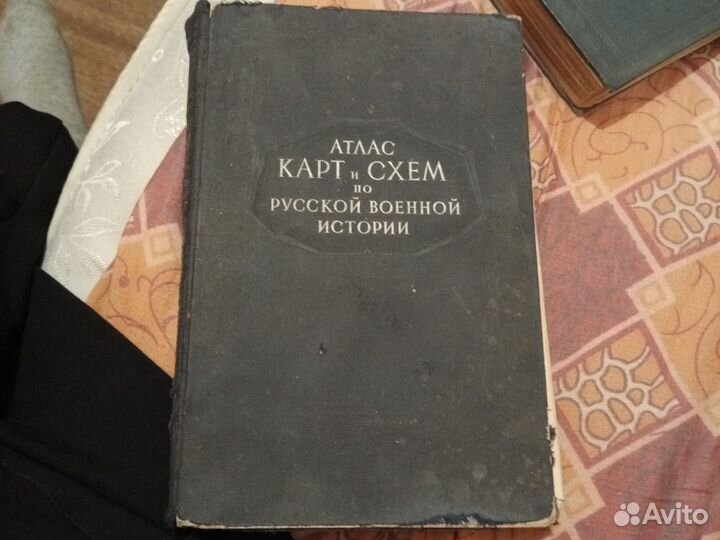 АТЛАС
КАРТ и СХЕМ
ПО
РУССКОЙ ВОЕННОЙ
ИСТОРИИ
Avito